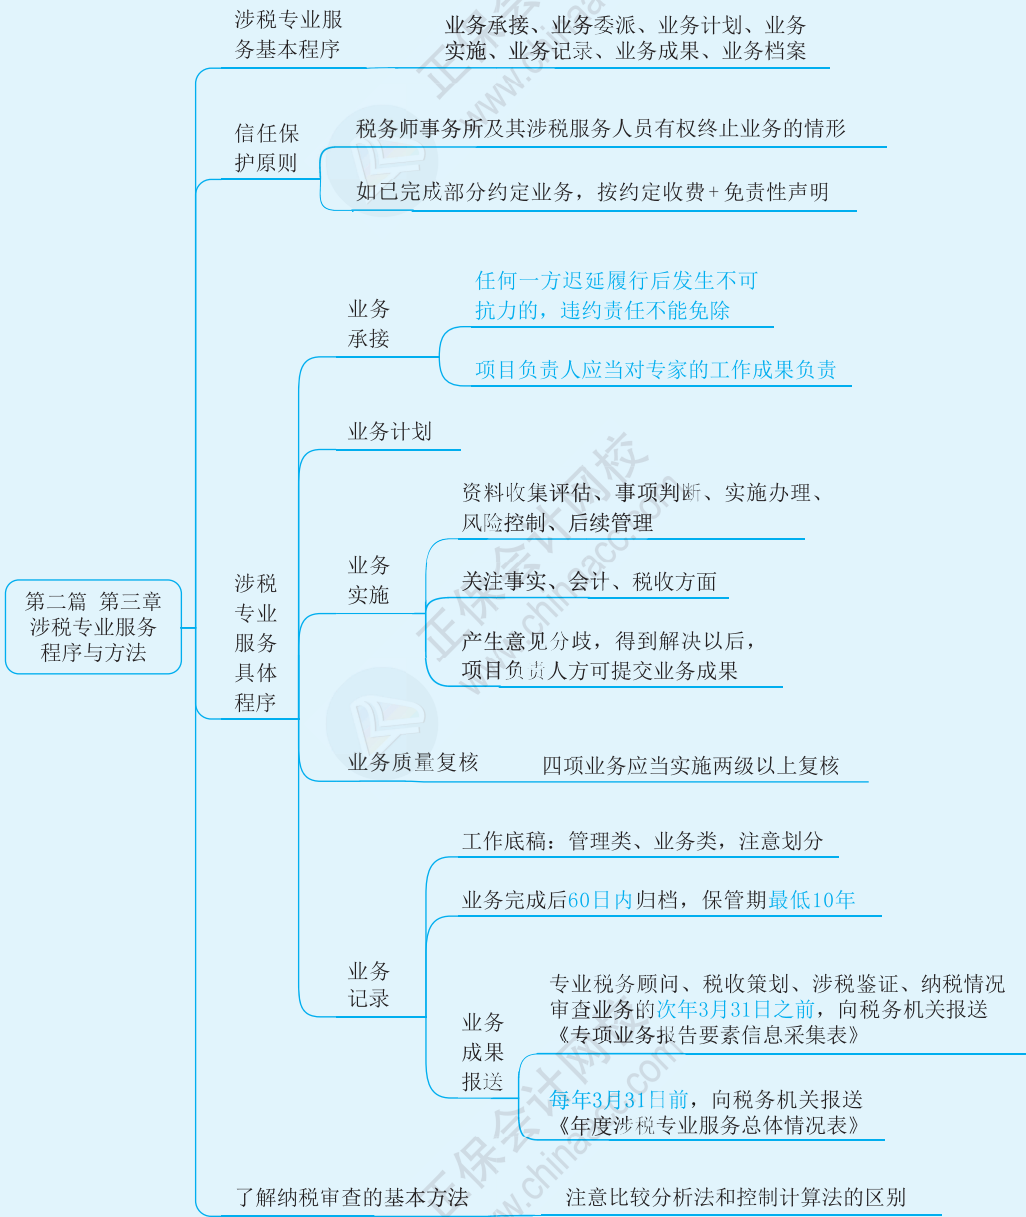 涉税专业服
务基本程序
业务承接、业务委派、业务计划、业务
实施、业务记录、业务成果、业务档案
信任保
护原则
税务师事务所及其涉税服务人员有权终止业务的情形
如已完成部分约定业务，按约定收费+免责性声明
业务
承接
任何一方迟延履行后发生不可
抗力的，违约责任不能免除
项目负责人应当对专家的工作成果负责
业务计划
资料收集评估、事项判断、实施办理、
风险控制、后续管理
第二篇 第三章
涉税专业服务
程序与方法
涉税
专业
服务
具体
程序
业务
实施
关注事实、会计、税收方面
产生意见分歧，得到解决以后，
项目负责人方可提交业务成果
业务质量复核
四项业务应当实施两级以上复核
工作底稿：管理类、业务类，注意划分
业务完成后60日内归档，保管期最低10年
业务
记录
业务
成果
报送
专业税务顾问、税收策划、涉税鉴证、纳税情况
审查业务的次年3月31日之前，向税务机关报送
《专项业务报告要素信息采集表》
每年3月31日前，向税务机关报送
《年度涉税专业服务总体情况表》
了解纳税审查的基本方法
注意比较分析法和控制计算法的区别
正保会计网校
www.chinaacc.com